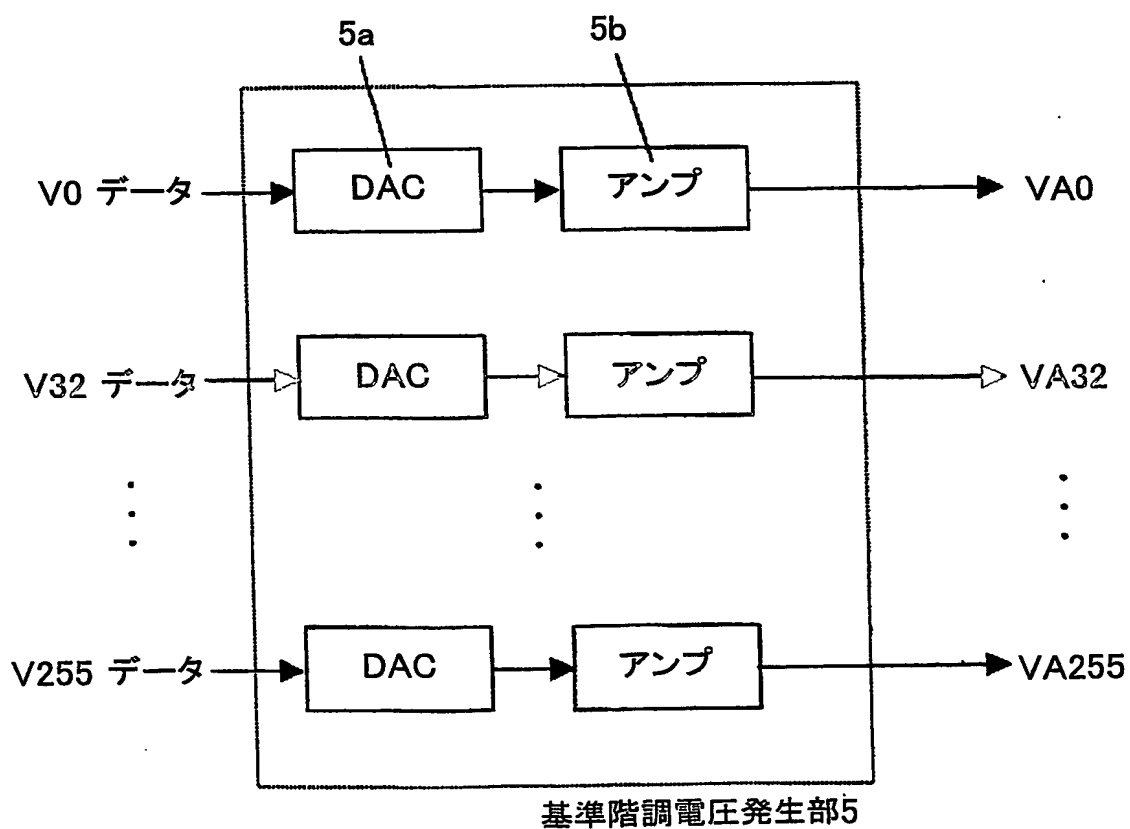 5a 5b
V0 データ DAC アンプ VA0
V32 データ DAC アンプ VA32
V255 データ DAC アンプ VA255
基準階調電圧発生部5